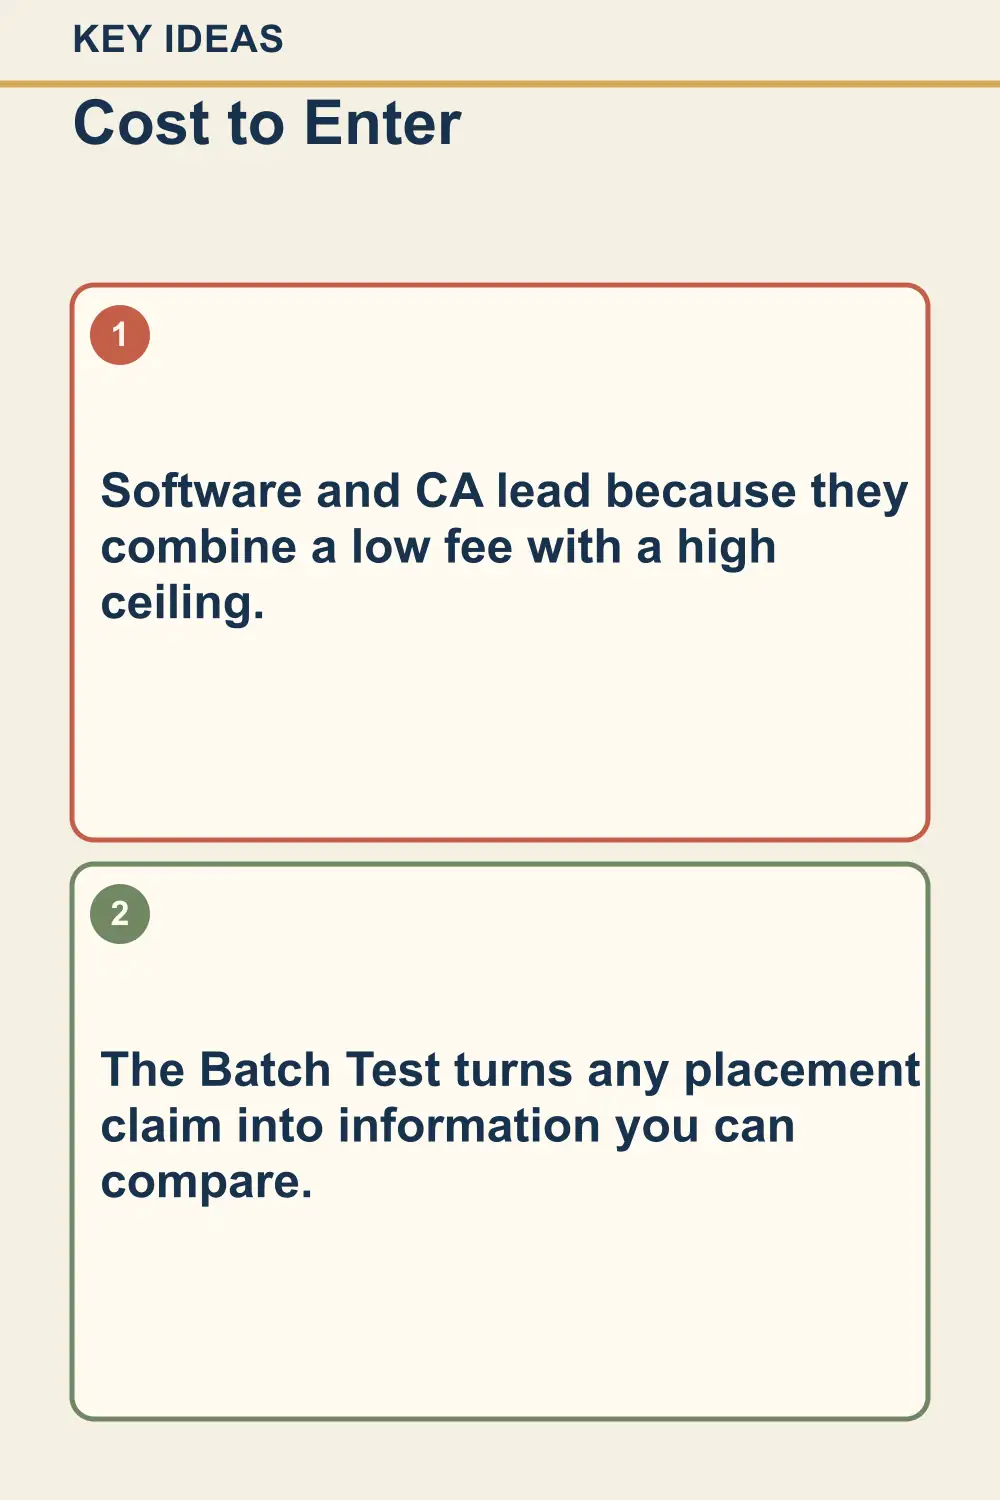 KEY IDEAS
Cost to Enter
1
Software and CA lead because they
combine a low fee with a high
ceiling.
2
The Batch Test turns any placement
claim into information you can
compare.